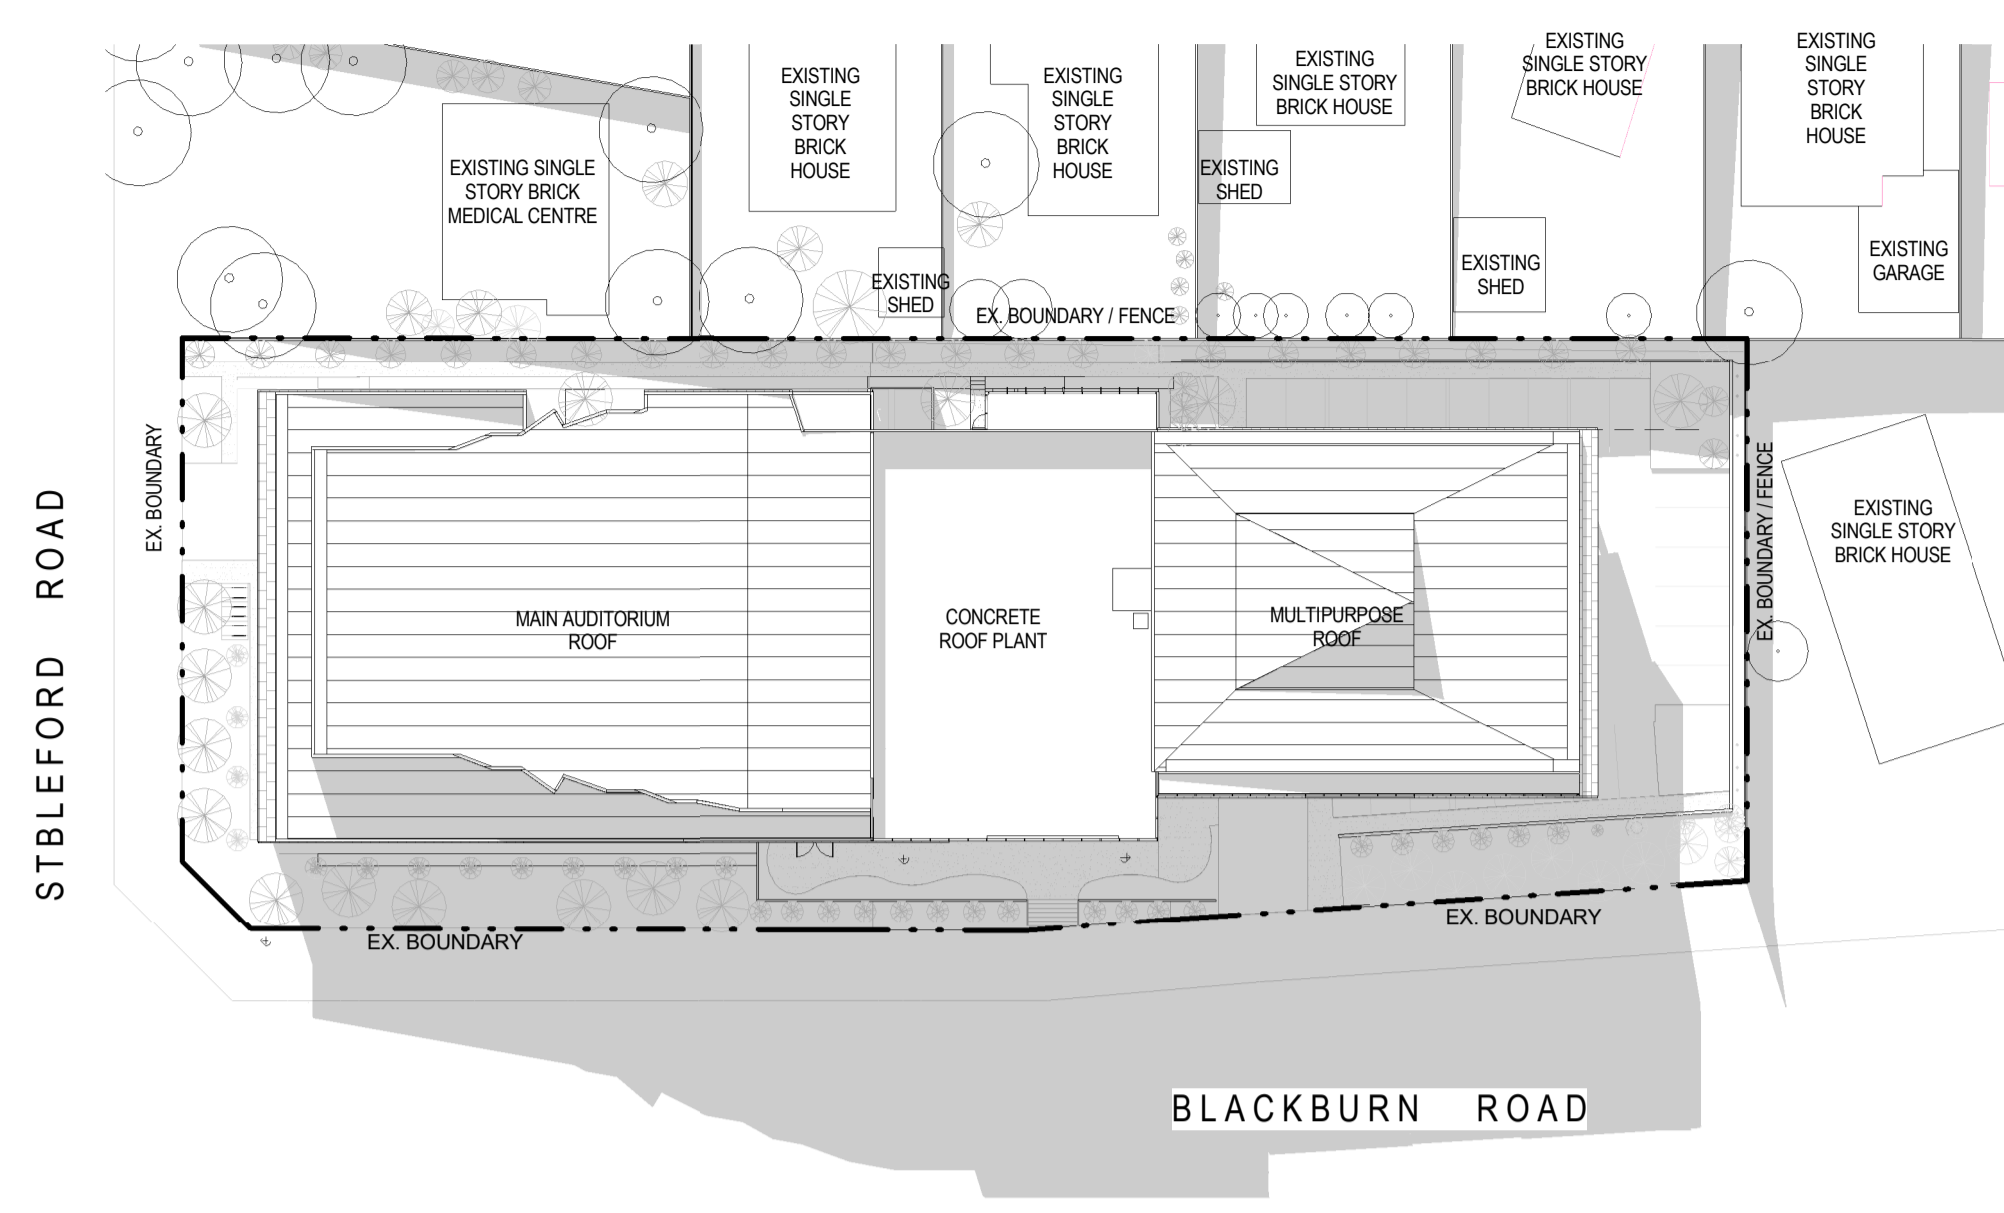 EXISTING
SINGLE
STORY
BRICK
HOUSE
EXISTING
SINGLE
STORY
BRICK
HOUSE
EXISTING
SINGLE STORY
BRICK HOUSE
EXISTING
SINGLE STORY
BRICK HOUSE
EXISTING
SINGLE
STORY
BRICK
HOUSE
EXISTING SINGLE
STORY BRICK
MEDICAL CENTRE
EXISTING
SHED
EXISTING
SHED
EXISTING
SHED
EXISTING
GARAGE
EX. BOUNDARY / FENCE
EX. BOUNDARY
STBLEFORD ROAD
MAIN AUDITORIUM
ROOF
CONCRETE
ROOF PLANT
MULTIPURPOSE
ROOF
EX. BOUNDARY / FENCE
EXISTING
SINGLE STORY
BRICK HOUSE
EX. BOUNDARY
EX. BOUNDARY
BLACKBURN ROAD